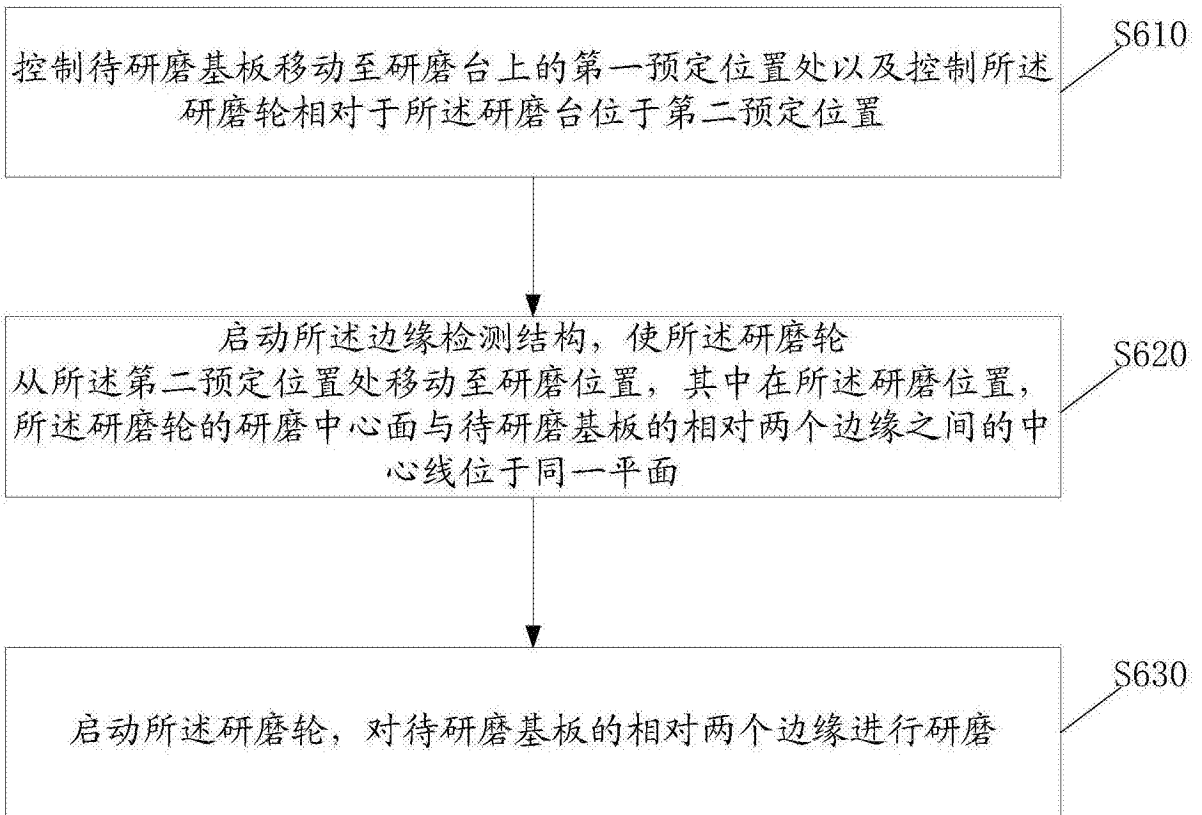 S610
控制待研磨基板移动至研磨台上的第一预定位置处以及控制所述
研磨轮相对于所述研磨台位于第二预定位置
S620
启动所述边缘检测结构，使所述研磨轮
从所述第二预定位置处移动至研磨位置，其中在所述研磨位置，
所述研磨轮的研磨中心面与待研磨基板的相对两个边缘之间的中
心线位于同一平面
S630
启动所述研磨轮，对待研磨基板的相对两个边缘进行研磨